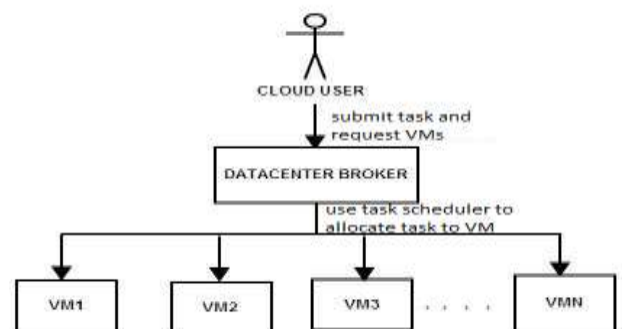 CLOUD USER
submit task and
request VMs
DATACENTER BROKER
use task scheduler to
allocate task to VM
VM1
VM2
VM3
. . . .
VMN